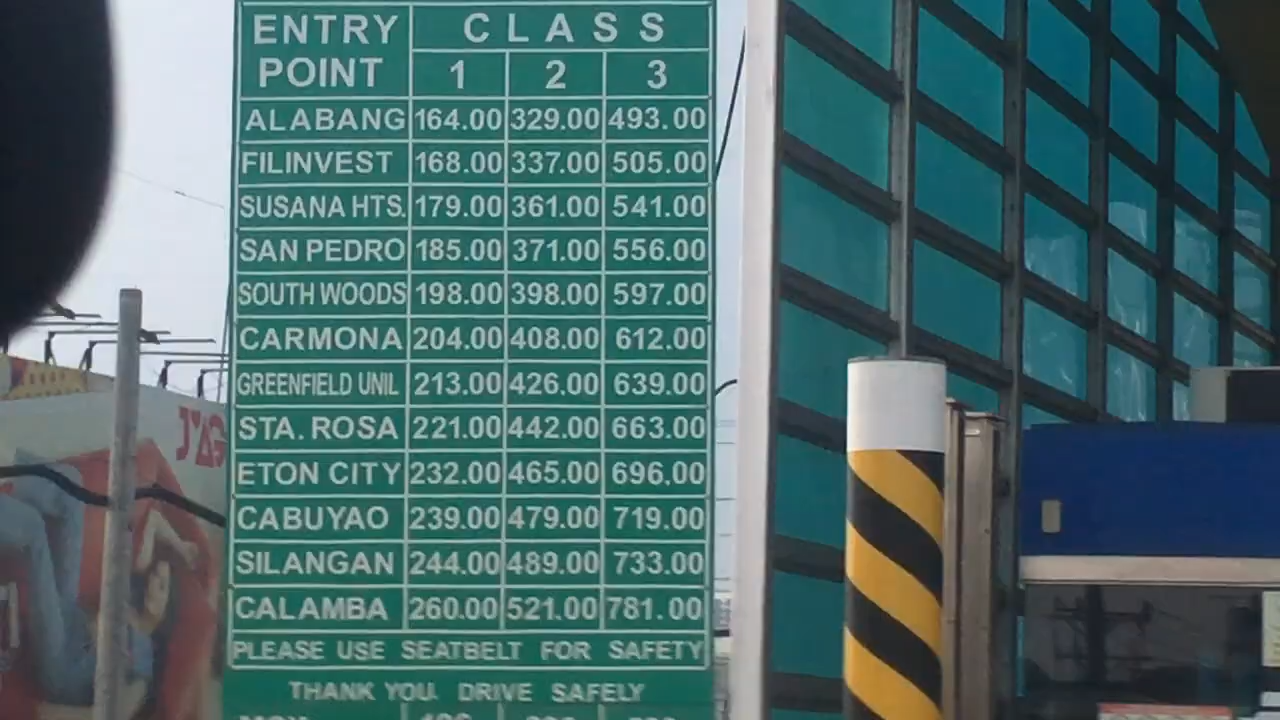 ENTRY POINT CLASS
1 2 3
ALABANG 164.00 329.00 493.00
FILINVEST 168.00 337.00 505.00
SUSANA HTS. 179.00 361.00 541.00
SAN PEDRO 185.00 371.00 556.00
SOUTH WOODS 198.00 398.00 597.00
CARMONA 204.00 408.00 612.00
GREENFIELD UNIL 213.00 426.00 639.00
STA. ROSA 221.00 442.00 663.00
ETON CITY 232.00 465.00 696.00
CABUYAO 239.00 479.00 719.00
SILANGAN 244.00 489.00 733.00
CALAMBA 260.00 521.00 781.00
PLEASE USE SEATBELT FOR SAFETY
THANK YOU. DRIVE SAFELY